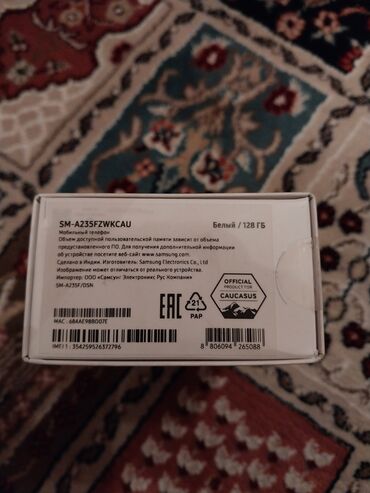 SM-A235FZWKCAU
Белый / 128 ГБ
Мобильный телефон
Объем доступной пользовательской памяти зависит от объема
предустановленного ПО. Для получения дополнительной информации
об устройстве посетите веб-сайт www.samsung.com.
Сделано в Индии. Изготовитель: Samsung Electronics Co., Ltd
Изображение может отличаться от реального устройства.
Импортер: ООО «Самсунг Электроникс Рус Компани»
SM-A235F/DSN
OFFICIAL
PRODUCT FOR
CAUCASUS
EAC
21
PAP
MAC : 68AAE9BBD07E
IMEI 1 : 354259526372796
8 806094 265088